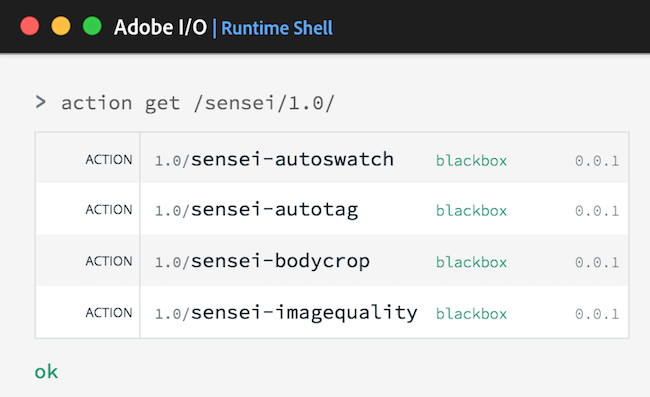 Adobe I/O | Runtime Shell
> action get /sensei/1.0/
ACTION 1.0/sensei-autoswatch blackbox 0.0.1
ACTION 1.0/sensei-autotag blackbox 0.0.1
ACTION 1.0/sensei-bodycrop blackbox 0.0.1
ACTION 1.0/sensei-imagequality blackbox 0.0.1
ok